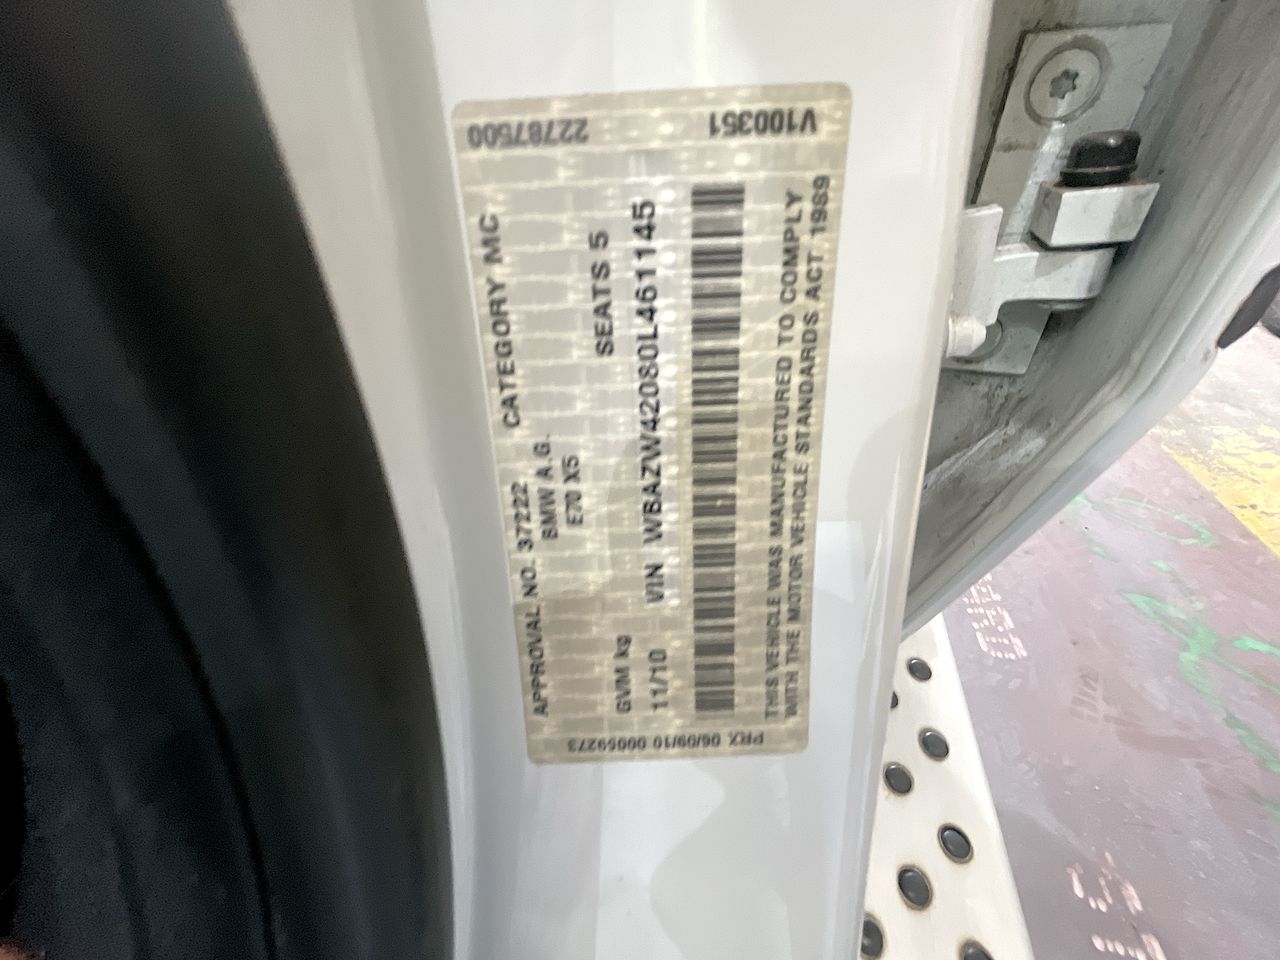 22787500
V100351
APPROVAL NO. 37222 CATEGORY MC
BMW A.G.
E70 X5
SEATS 5
GVM kg
11/10 VIN WBAZW42080L461145
THIS VEHICLE WAS MANUFACTURED TO COMPLY
WITH THE MOTOR VEHICLE STANDARDS ACT 1989
PRX 06/09/10 00059273